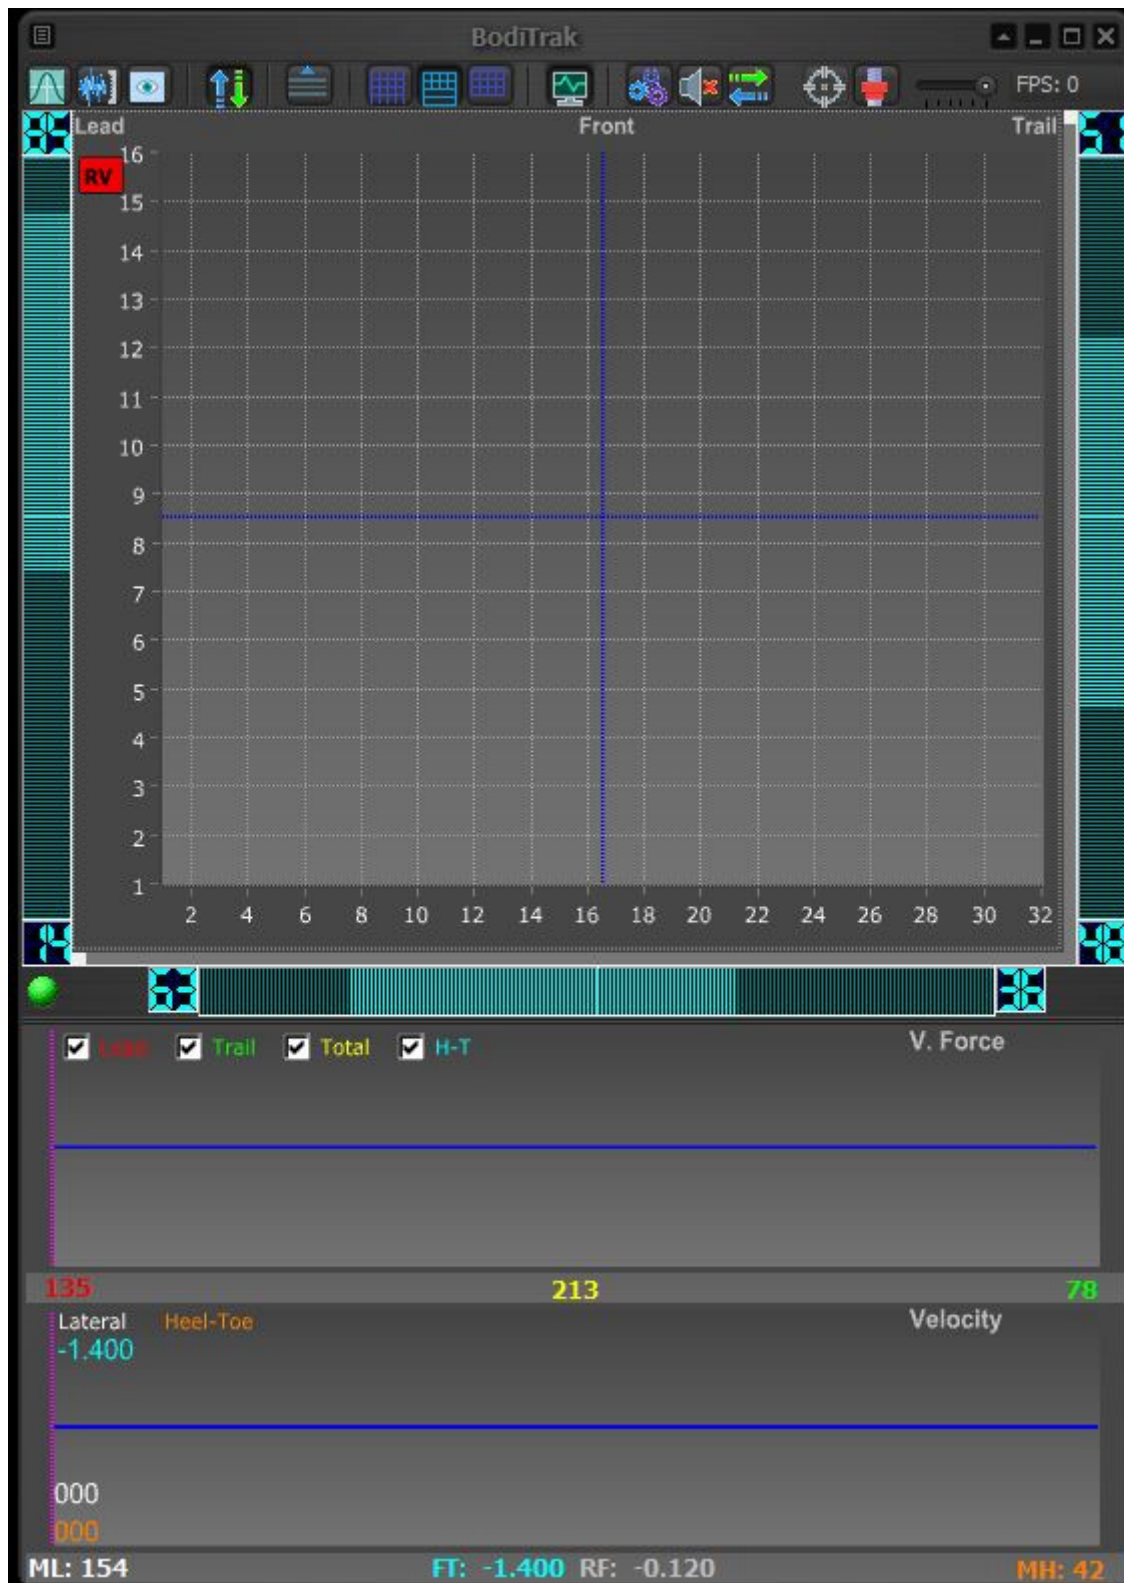 BodiTrak
FPS: 0
Lead Front Trail
RV
16
15
14
13
12
11
10
9
8
7
6
5
4
3
2
1
2 4 6 8 10 12 14 16 18 20 22 24 26 28 30 32
14 48
Lead Trail Total H-T V. Force
135 213 78
Lateral Heel-Toe Velocity
-1.400
000
000
ML: 154 FT: -1.400 RF: -0.120 MH: 42